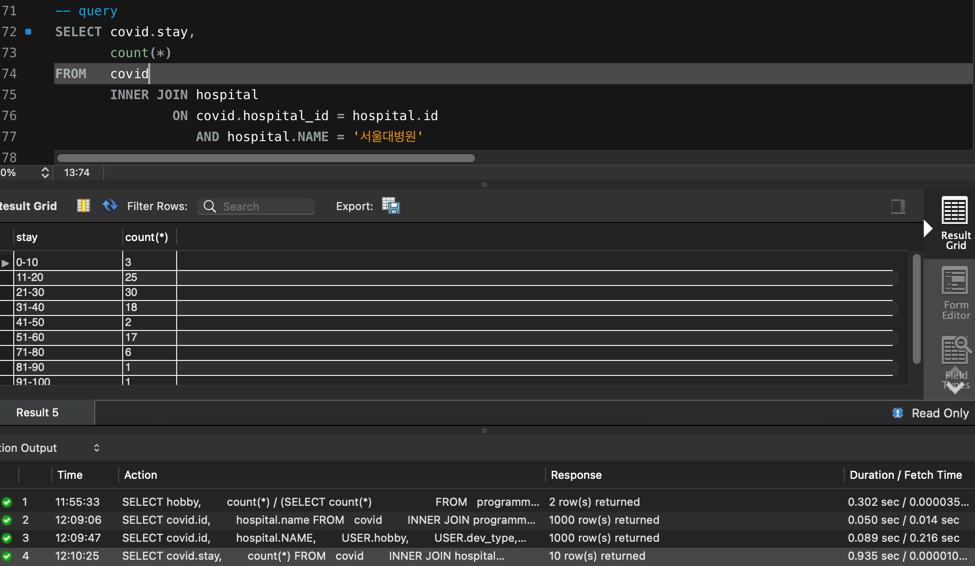 71 -- query
72 SELECT covid.stay,
73 count(*)
74 FROM covid
75 INNER JOIN hospital
76 ON covid.hospital_id = hospital.id
77 AND hospital.NAME = '서울대병원'
78
0% 13:74
Result Grid Filter Rows: Search Export:
stay count(*)
0-10 3
11-20 25
21-30 30
31-40 18
41-50 2
51-60 17
71-80 6
81-90 1
91-100 1
Result Grid
Form Editor
Field Types
Result 5 Read Only
tion Output
Time Action Response Duration / Fetch Time
1 11:55:33 SELECT hobby, count(*) / (SELECT count(*) FROM programm... 2 row(s) returned 0.302 sec / 0.000035...
2 12:09:06 SELECT covid.id, hospital.name FROM covid INNER JOIN programm... 1000 row(s) returned 0.050 sec / 0.014 sec
3 12:09:47 SELECT covid.id, hospital.NAME, USER.hobby, USER.dev_type,... 1000 row(s) returned 0.089 sec / 0.216 sec
4 12:10:25 SELECT covid.stay, count(*) FROM covid INNER JOIN hospital... 10 row(s) returned 0.935 sec / 0.000010...